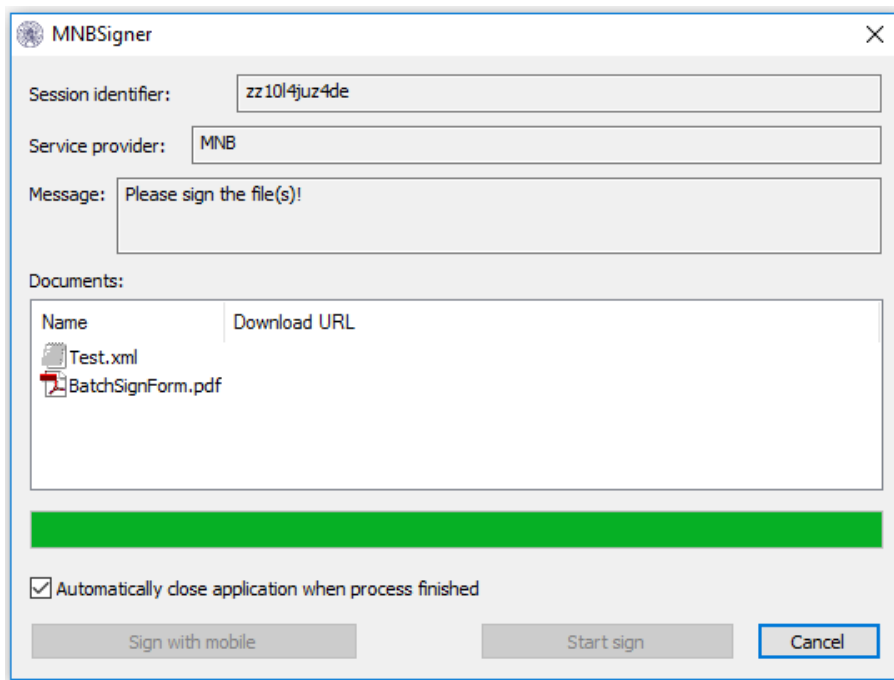 MNBSigner
Session identifier: zz10l4juz4de
Service provider: MNB
Message: Please sign the file(s)!
Documents:
Name Download URL
Test.xml
BatchSignForm.pdf
Automatically close application when process finished
Sign with mobile Start sign Cancel